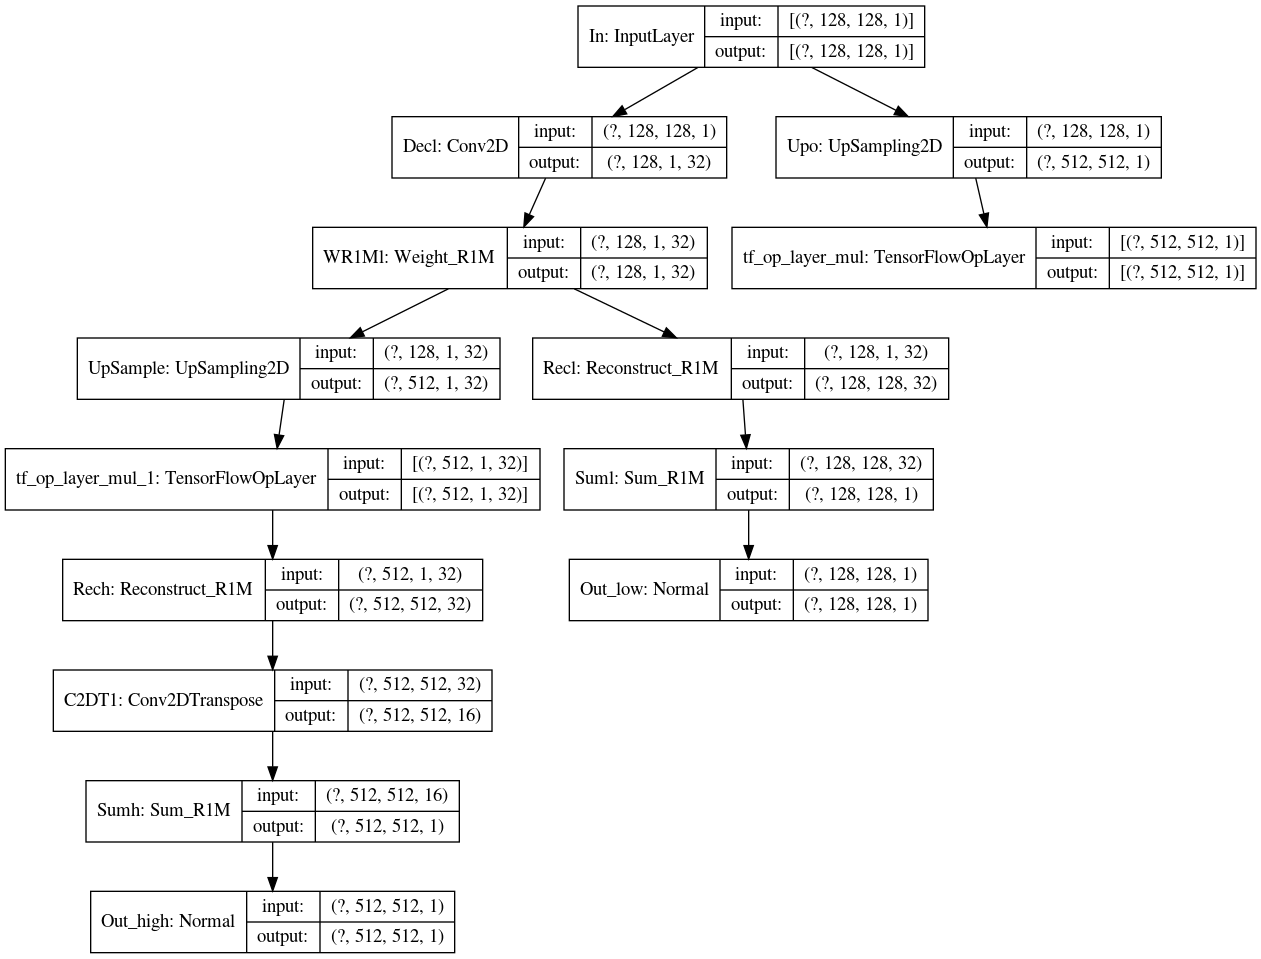 In: InputLayer
input: [(?, 128, 128, 1)]
output: [(?, 128, 128, 1)]
Decl: Conv2D
input: (?, 128, 128, 1)
output: (?, 128, 1, 32)
Upo: UpSampling2D
input: (?, 128, 128, 1)
output: (?, 512, 512, 1)
WR1Ml: Weight_R1M
input: (?, 128, 1, 32)
output: (?, 128, 1, 32)
tf_op_layer_mul: TensorFlowOpLayer
input: [(?, 512, 512, 1)]
output: [(?, 512, 512, 1)]
UpSample: UpSampling2D
input: (?, 128, 1, 32)
output: (?, 512, 1, 32)
Recl: Reconstruct_R1M
input: (?, 128, 1, 32)
output: (?, 128, 128, 32)
tf_op_layer_mul_1: TensorFlowOpLayer
input: [(?, 512, 1, 32)]
output: [(?, 512, 1, 32)]
Suml: Sum_R1M
input: (?, 128, 128, 32)
output: (?, 128, 128, 1)
Rech: Reconstruct_R1M
input: (?, 512, 1, 32)
output: (?, 512, 512, 32)
Out_low: Normal
input: (?, 128, 128, 1)
output: (?, 128, 128, 1)
C2DT1: Conv2DTranspose
input: (?, 512, 512, 32)
output: (?, 512, 512, 16)
Sumh: Sum_R1M
input: (?, 512, 512, 16)
output: (?, 512, 512, 1)
Out_high: Normal
input: (?, 512, 512, 1)
output: (?, 512, 512, 1)